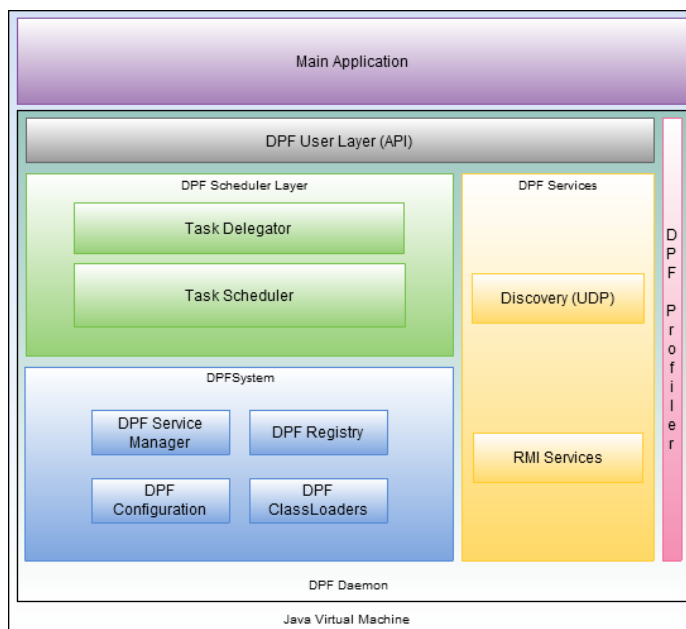 Main Application
DPF User Layer (API)
DPF Scheduler Layer
Task Delegator
Task Scheduler
DPFSystem
DPF Service
Manager
DPF Registry
DPF
Configuration
DPF
ClassLoaders
DPF Services
Discovery (UDP)
RMI Services
DPF Profiler
DPF Daemon
Java Virtual Machine